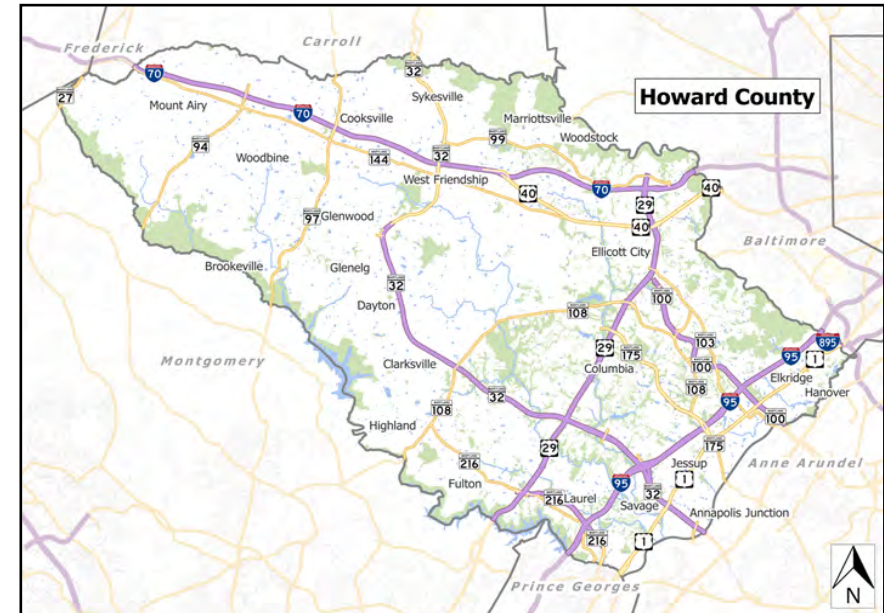 Frederick
Carroll
Howard County
70
32
27
Mount Airy
70
Cooksville
Sykesville
Marriottsville
Woodstock
94
Woodbine
144
32
99
West Friendship
40
70
29
40
97
Glenwood
40
Ellicott City
Baltimore
Brookeville
Glenelg
32
Dayton
100
108
Montgomery
29
175
103
895
95
1
Columbia
100
Clarksville
108
Elkridge
Hanover
32
95
108
100
Highland
29
175
216
Jessup
Anne Arundel
Fulton
95
1
216
Laurel
32
Savage
Annapolis Junction
216
1
Prince Georges
N